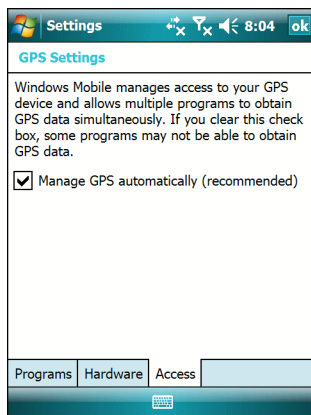 Settings 8:04 ok
GPS Settings
Windows Mobile manages access to your GPS
device and allows multiple programs to obtain
GPS data simultaneously. If you clear this check
box, some programs may not be able to obtain
GPS data.
Manage GPS automatically (recommended)
Programs Hardware Access